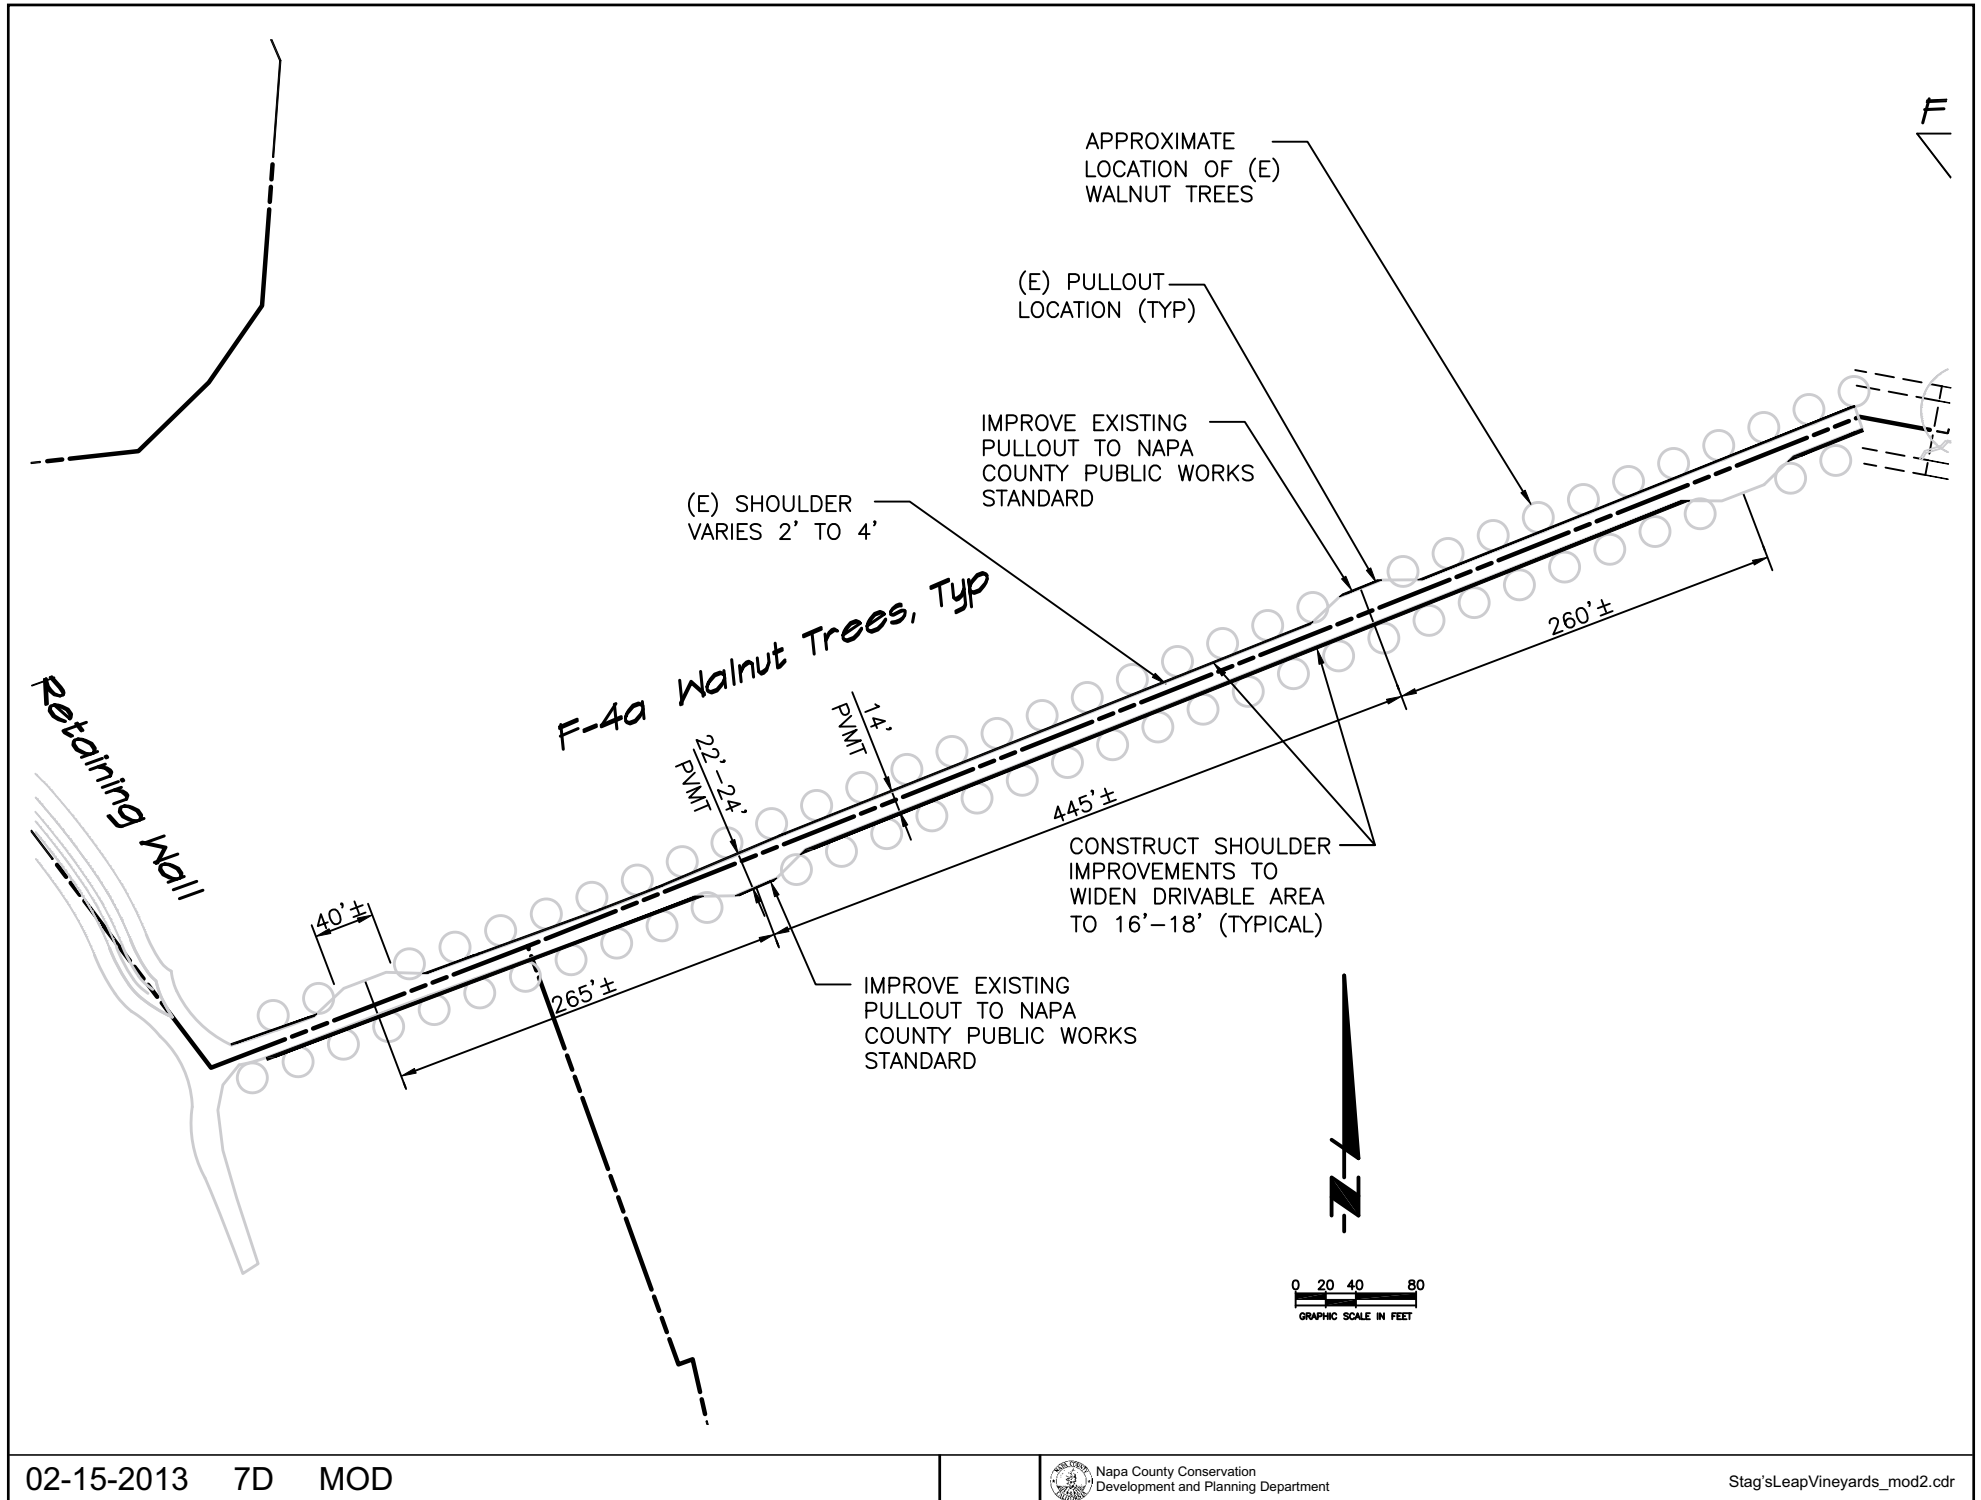 F
APPROXIMATE
LOCATION OF (E)
WALNUT TREES
(E) PULLOUT
LOCATION (TYP)
IMPROVE EXISTING
PULLOUT TO NAPA
COUNTY PUBLIC WORKS
STANDARD
(E) SHOULDER
VARIES 2' TO 4'
F-4a Walnut Trees, Typ
260'±
Retaining Wall
14'
PVMT
22'-24'
PVMT
445'±
CONSTRUCT SHOULDER
IMPROVEMENTS TO
WIDEN DRIVABLE AREA
TO 16'-18' (TYPICAL)
40'±
265'±
IMPROVE EXISTING
PULLOUT TO NAPA
COUNTY PUBLIC WORKS
STANDARD
N
0 20 40 80
GRAPHIC SCALE IN FEET
02-15-2013 7D MOD
Napa County Conservation
Development and Planning Department
Stag'sLeapVineyards_mod2.cdr